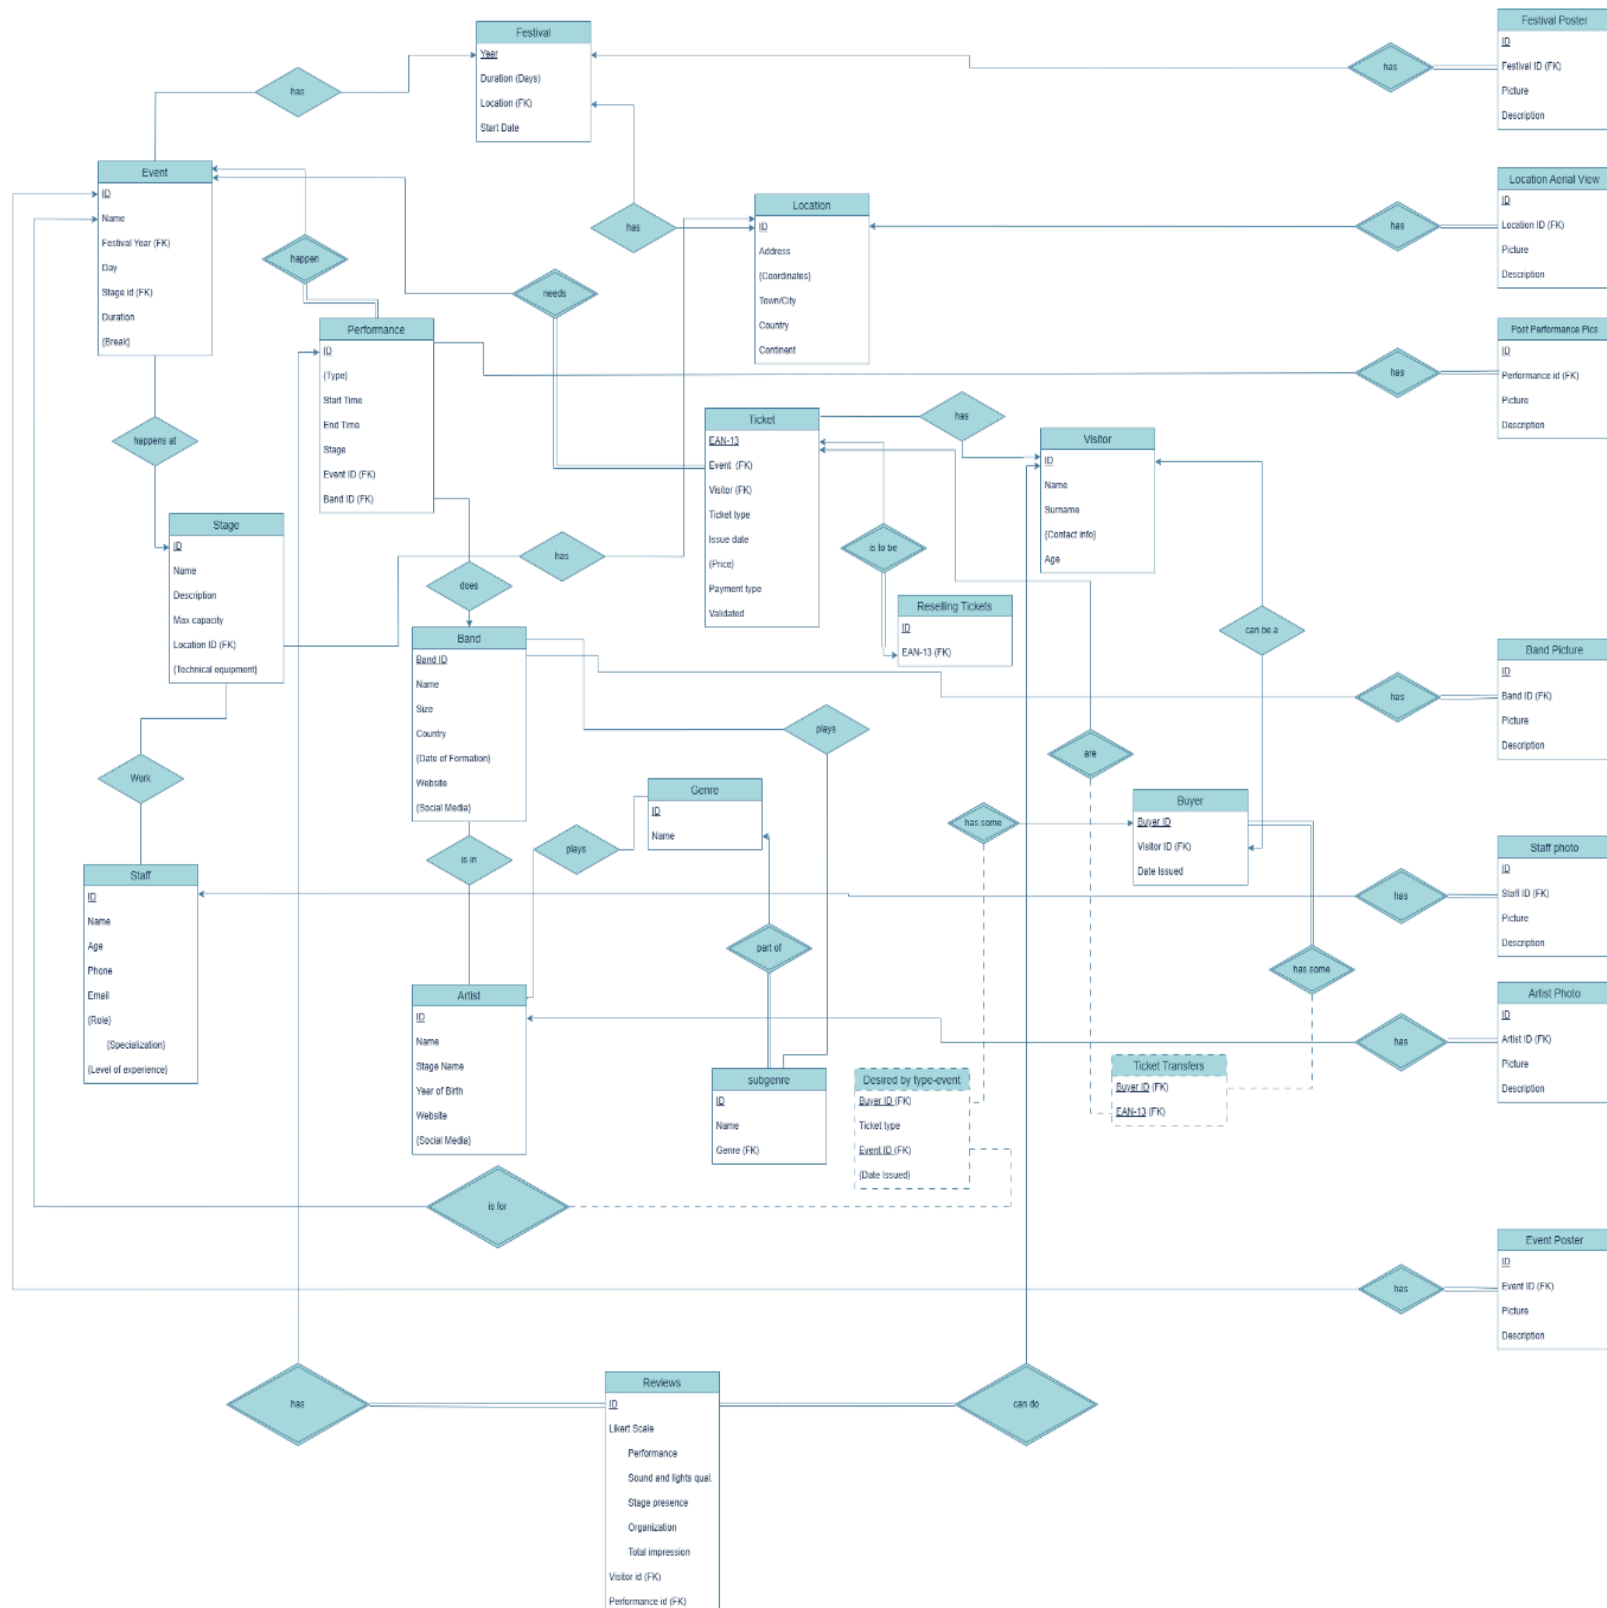 Festival
Year
Duration (Days)
Location (FK)
Start Date
has
has
Festival Poster
ID
Festival ID (FK)
Picture
Description
Event
ID
Name
Festival Year (FK)
Day
Stage id (FK)
Duration
{Break}
happen
needs
has
Location
ID
Address
{Coordinates}
Town/City
Country
Continent
has
Location Aerial View
ID
Location ID (FK)
Picture
Description
Performance
ID
{Type}
Start Time
End Time
Stage
Event ID (FK)
Band ID (FK)
has
Post Performance Pics
ID
Performance id (FK)
Picture
Description
happens at
Ticket
EAN-13
Event (FK)
Visitor (FK)
Ticket type
Issue date
{Price}
Payment type
Validated
has
Visitor
ID
Name
Surname
{Contact info}
Age
Stage
ID
Name
Description
Max capacity
Location ID (FK)
{Technical equipment}
has
does
is to be
Reselling Tickets
ID
EAN-13 (FK)
can be a
Band
Band ID
Name
Size
Country
{Date of Formation}
Website
{Social Media}
plays
are
has
Band Picture
ID
Band ID (FK)
Picture
Description
Work
Genre
ID
Name
plays
is in
has some
Buyer
Buyer ID
Visitor ID (FK)
Date Issued
Staff
ID
Name
Age
Phone
Email
{Role}
{Specialization}
{Level of experience}
has
Staff photo
ID
Staff ID (FK)
Picture
Description
part of
has some
Artist
ID
Name
Stage Name
Year of Birth
Website
{Social Media}
has
Artist Photo
ID
Artist ID (FK)
Picture
Description
subgenre
ID
Name
Genre (FK)
Desired by type-event
Buyer ID (FK)
Ticket type
Event ID (FK)
{Date Issued}
Ticket Transfers
Buyer ID (FK)
EAN-13 (FK)
is for
has
Event Poster
ID
Event ID (FK)
Picture
Description
has
Reviews
ID
Likert Scale
Performance
Sound and lights qual.
Stage presence
Organization
Total impression
Visitor id (FK)
Performance id (FK)
can do